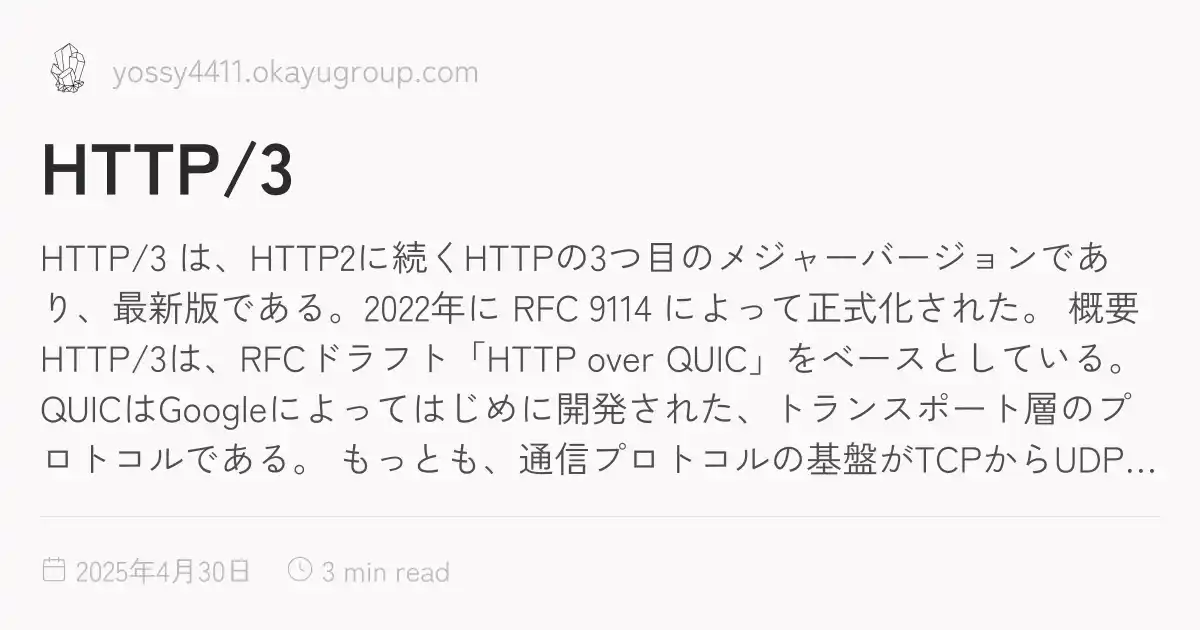 yossy4411.okayugroup.com
HTTP/3
HTTP/3 は、HTTP2に続くHTTPの3つ目のメジャーバージョンであ
り、最新版である。2022年に RFC 9114 によって正式化された。 概要
HTTP/3は、RFCドラフト「HTTP over QUIC」をベースとしている。
QUICはGoogleによってはじめに開発された、トランスポート層のプ
ロトコルである。 もっとも、通信プロトコルの基盤がTCPからUDP...
2025年4月30日 3 min read